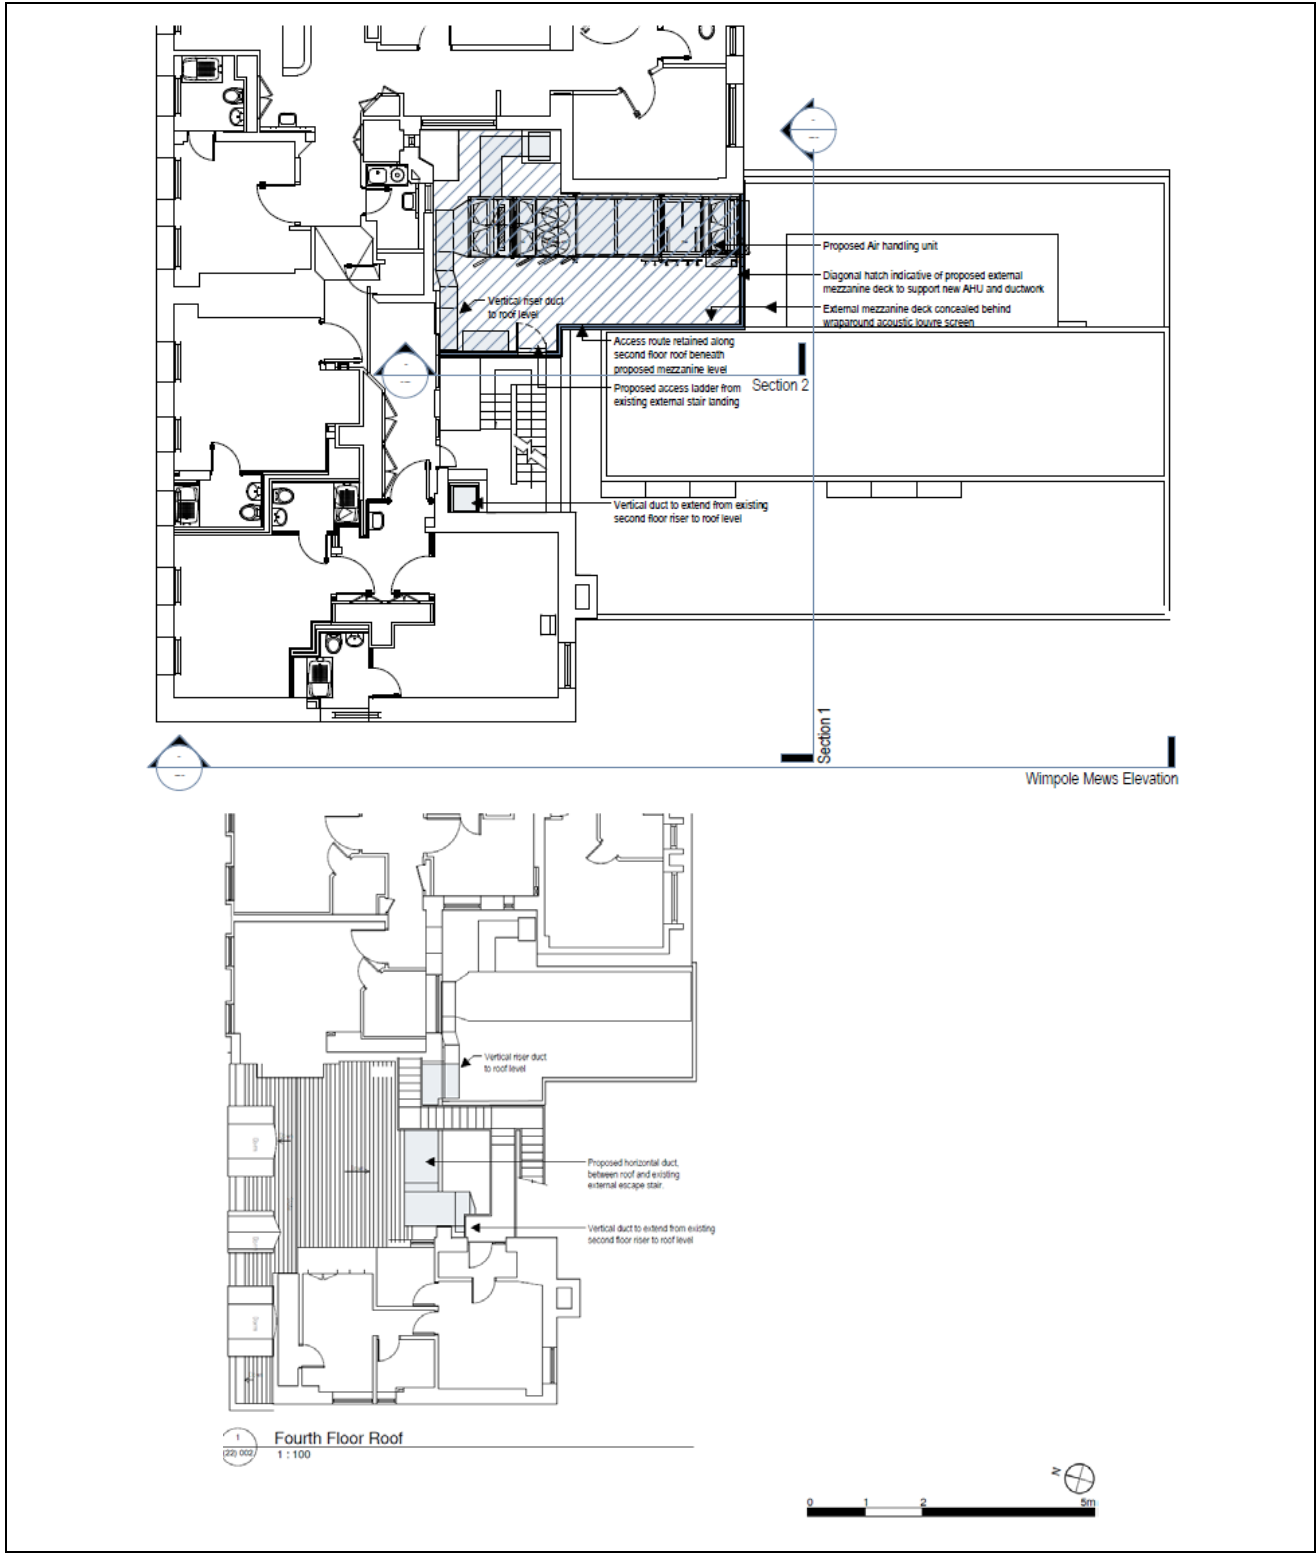 Proposed Air handling unit
Diagonal hatch indicative of proposed external
mezzanine deck to support new AHU and ductwork
External mezzanine deck concealed behind
wraparound acoustic louvre screen
Vertical riser duct
to roof level
Access route retained along
second floor roof beneath
proposed mezzanine level
Proposed access ladder from
existing external stair landing
Section 2
Vertical duct to extend from existing
second floor riser to roof level
Section 1
Wimpole Mews Elevation
Vertical riser duct
to roof level
Proposed horizontal duct,
between roof and existing
external escape stair.
Vertical duct to extend from existing
second floor riser to roof level
1
(22) 002
Fourth Floor Roof
1 : 100
N
0 1 2 5m